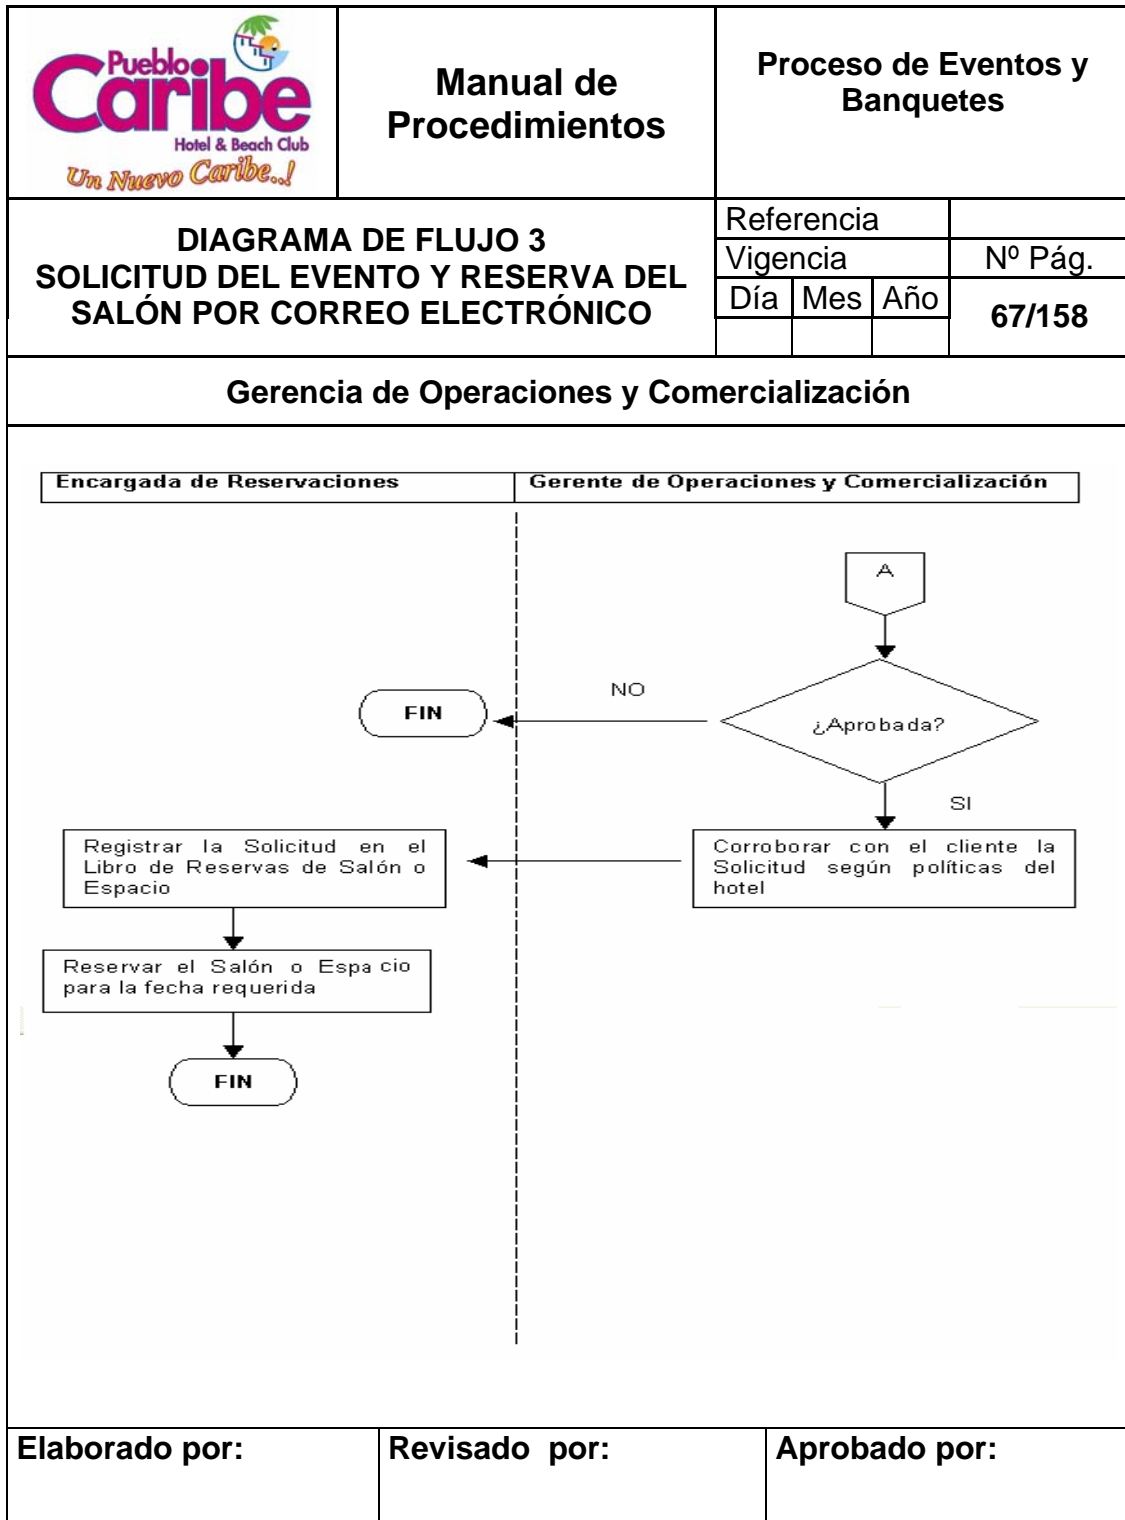 Pueblo
Caribe
Hotel & Beach Club
Un Nuevo Caribe..!
Manual de
Procedimientos
Proceso de Eventos y
Banquetes
DIAGRAMA DE FLUJO 3
SOLICITUD DEL EVENTO Y RESERVA DEL
SALÓN POR CORREO ELECTRÓNICO
Referencia
Vigencia
Nº Pág.
Día Mes Año
67/158
Gerencia de Operaciones y Comercialización
Encargada de Reservaciones
Gerente de Operaciones y Comercialización
A
NO
FIN
¿Aprobada?
SI
Registrar la Solicitud en el
Libro de Reservas de Salón o
Espacio
Corroborar con el cliente la
Solicitud según políticas del
hotel
Reservar el Salón o Espa cio
para la fecha requerida
FIN
Elaborado por:
Revisado por:
Aprobado por: